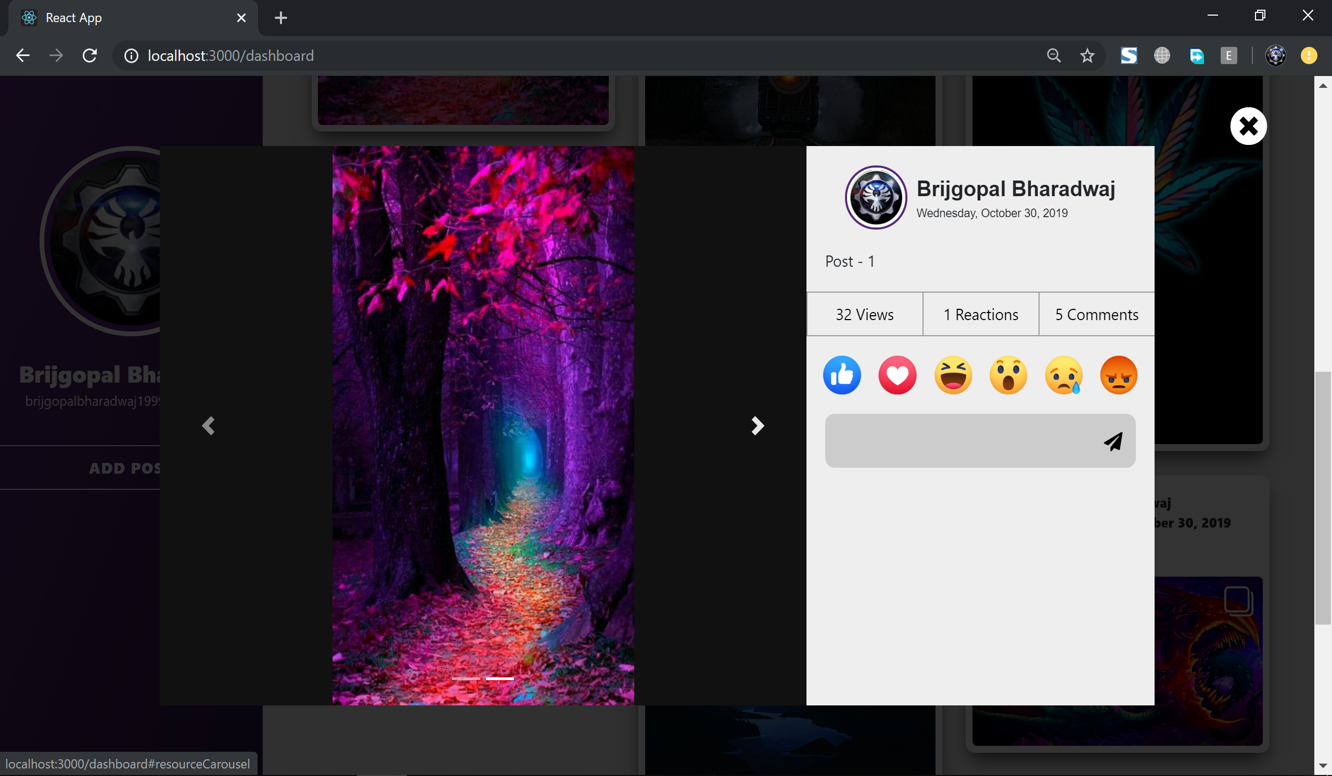 React App
localhost:3000/dashboard
E
Brijgopal Bharadwaj
Wednesday, October 30, 2019
Post - 1
32 Views
1 Reactions
5 Comments
Brijgopal Bha
brijgopalbharadwaj199
ADD POS
waj
ber 30, 2019
localhost:3000/dashboard#resourceCarousel